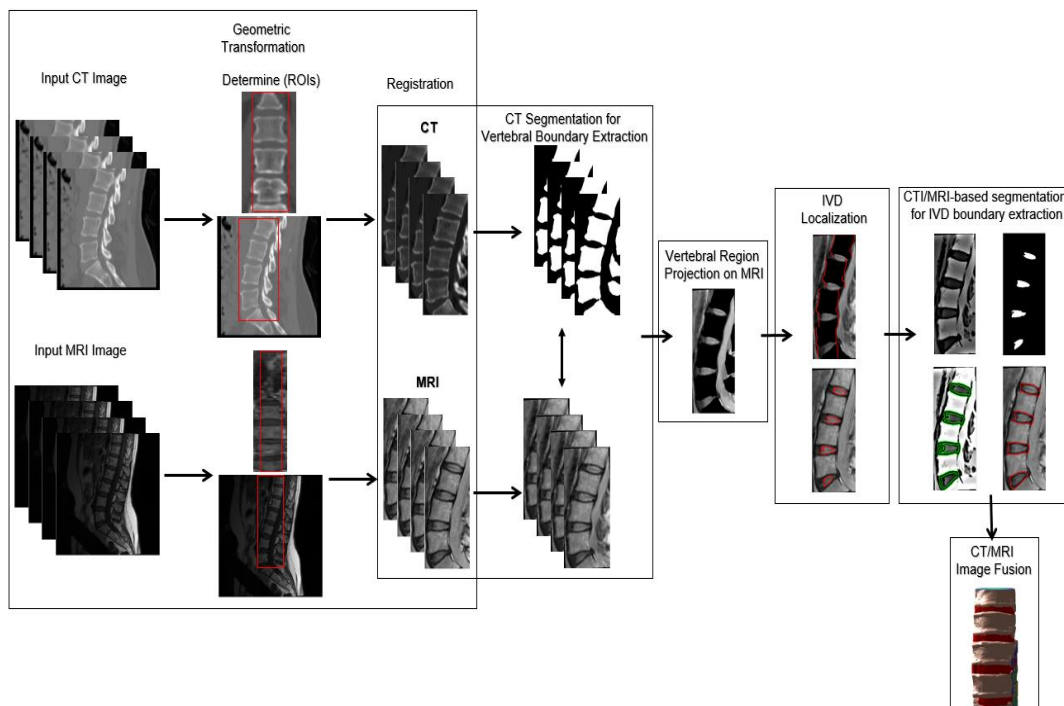 Geometric
Transformation
Input CT Image
Determine (ROIs)
Registration
CT
CT Segmentation for
Vertebral Boundary Extraction
Input MRI Image
MRI
Vertebral Region
Projection on MRI
IVD
Localization
CTI/MRI-based segmentation
for IVD boundary extraction
CT/MRI
Image Fusion